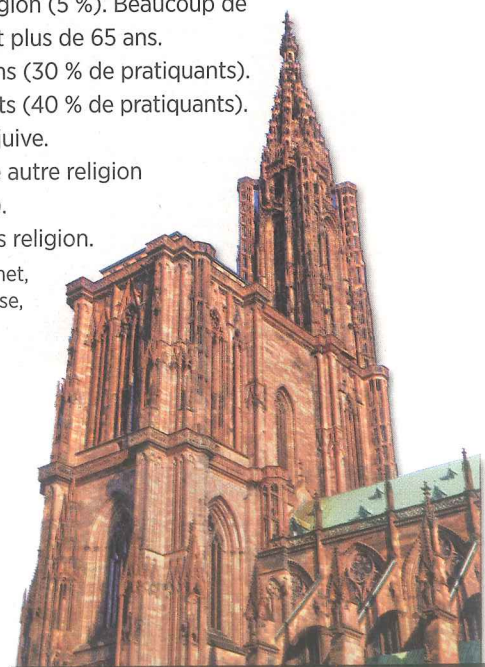 gion (5 %). Beaucoup de
t plus de 65 ans.
ns (30 % de pratiquants).
ts (40 % de pratiquants).
juive.
autre religion
).
s religion.
net,
se,